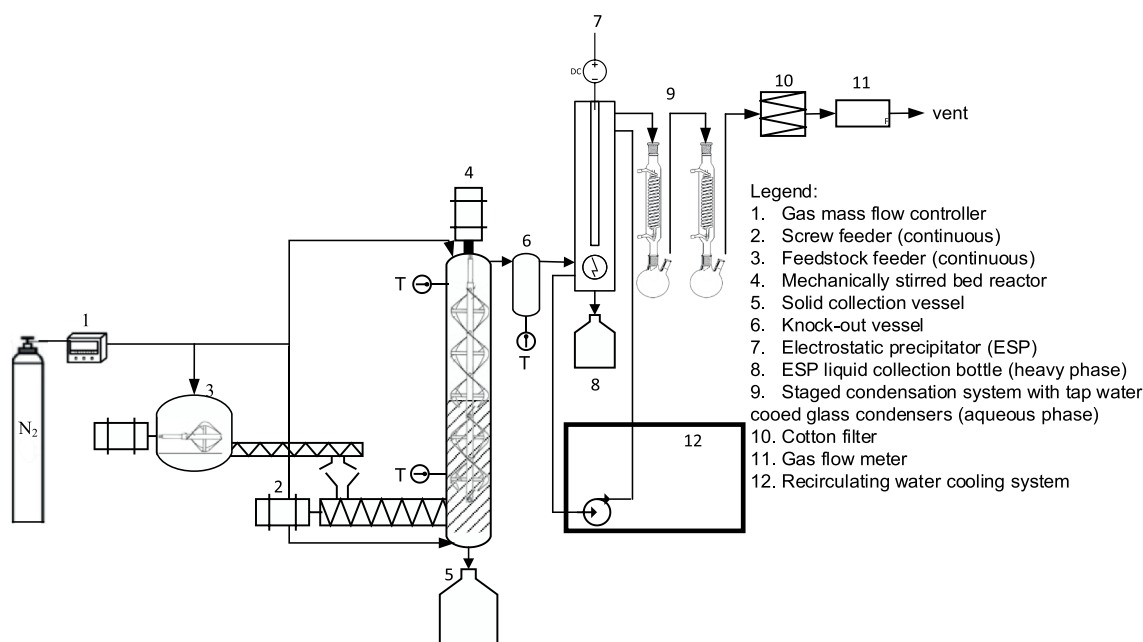 7
+
DC
−
10
11
9
F
vent
4
Legend:
1. Gas mass flow controller
2. Screw feeder (continuous)
3. Feedstock feeder (continuous)
4. Mechanically stirred bed reactor
5. Solid collection vessel
6. Knock-out vessel
7. Electrostatic precipitator (ESP)
8. ESP liquid collection bottle (heavy phase)
9. Staged condensation system with tap water
cooed glass condensers (aqueous phase)
10. Cotton filter
11. Gas flow meter
12. Recirculating water cooling system
6
T
1
T
8
3
N2
12
T
2
5